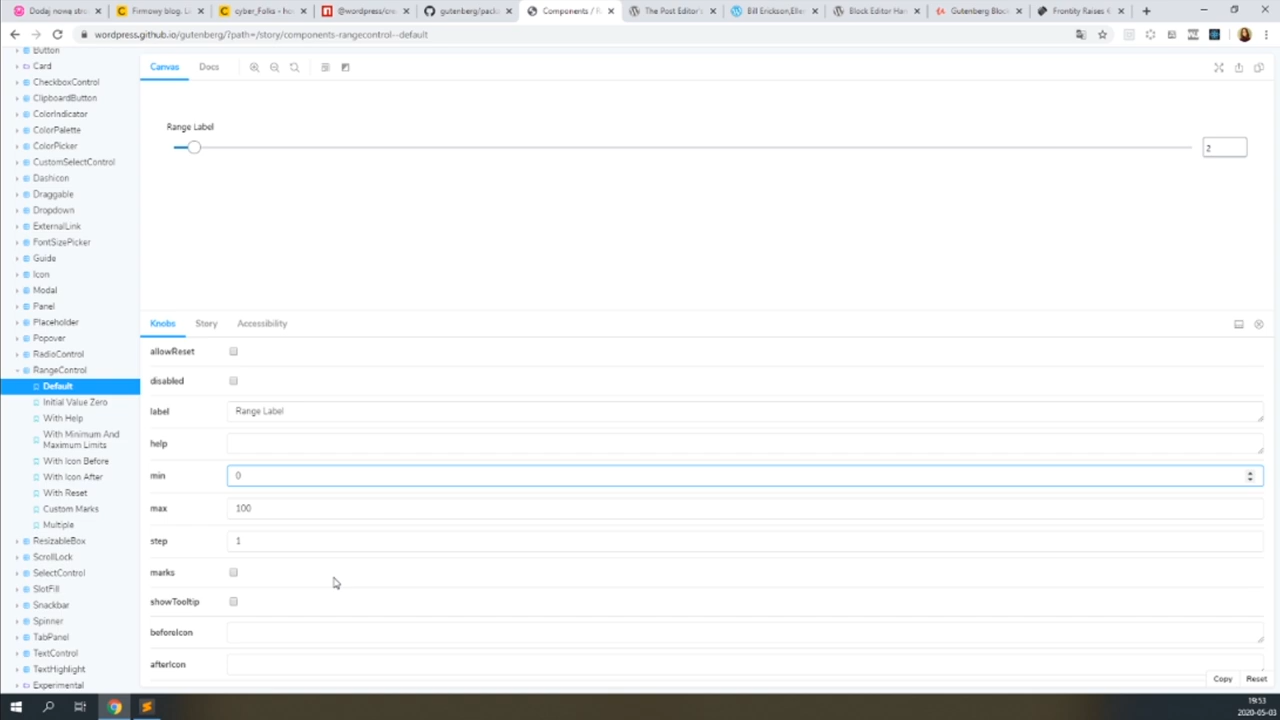 Dodaj nową stro
Firmowy blog. L
cyber_Folks - ho
@wordpress/cre
gutenberg/packa
Components / R
The Post Editor'
Bill Erickson,Elle
Block Editor Han
Gutenberg Block
Frontity Raises €
wordpress.github.io/gutenberg/?path=/story/components-rangecontrol--default
Button
Card
CheckboxControl
ClipboardButton
ColorIndicator
ColorPalette
ColorPicker
CustomSelectControl
Dashicon
Draggable
Dropdown
ExternalLink
FontSizePicker
Guide
Icon
Modal
Panel
Placeholder
Popover
RadioControl
RangeControl
Default
Initial Value Zero
With Help
With Minimum And
Maximum Limits
With Icon Before
With Icon After
With Reset
Custom Marks
Multiple
ResizableBox
ScrollLock
SelectControl
SlotFill
Snackbar
Spinner
TabPanel
TextControl
TextHighlight
Experimental
Canvas
Docs
Range Label
2
Knobs
Story
Accessibility
allowReset
disabled
label
Range Label
help
min
0
max
100
step
1
marks
showTooltip
beforeIcon
afterIcon
Copy
Reset
19:53
2020-05-03